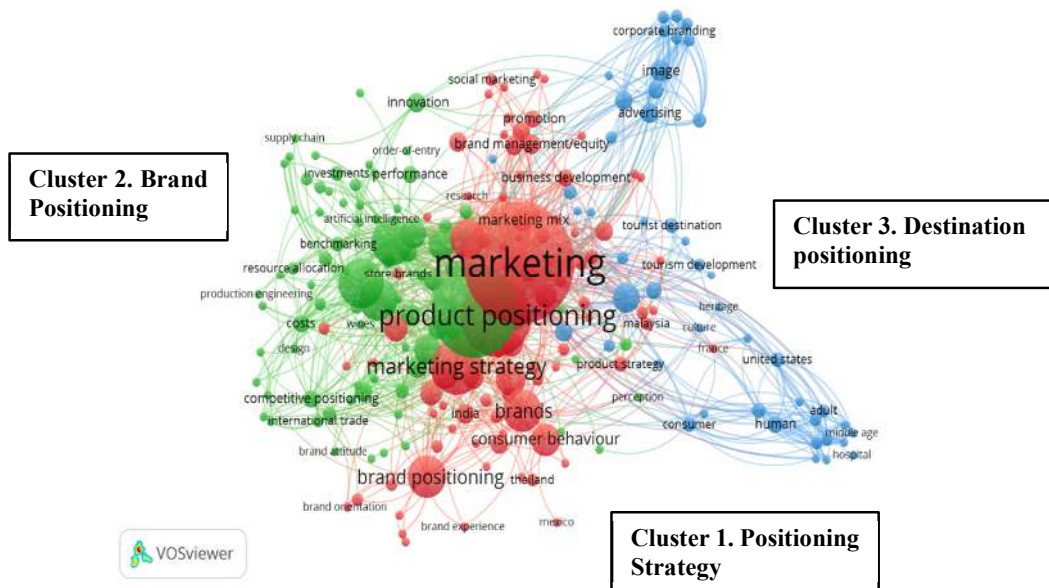 corporate branding
image
social marketing
innovation
advertising
promotion
supply chain
order-of-entry
brand management/equity
Cluster 2. Brand
Positioning
investments
performance
business development
research
artificial intelligence
marketing mix
tourist destination
Cluster 3. Destination
positioning
benchmarking
resource allocation
store brands
marketing
tourism development
production engineering
heritage
costs
wines
product positioning
malaysia
culture
design
france
marketing strategy
product strategy
united states
competitive positioning
perception
international trade
india
brands
consumer
human
adult
brand attitude
consumer behaviour
middle age
hospital
brand positioning
thailand
brand orientation
brand experience
mexico
Cluster 1. Positioning
Strategy
VOSviewer